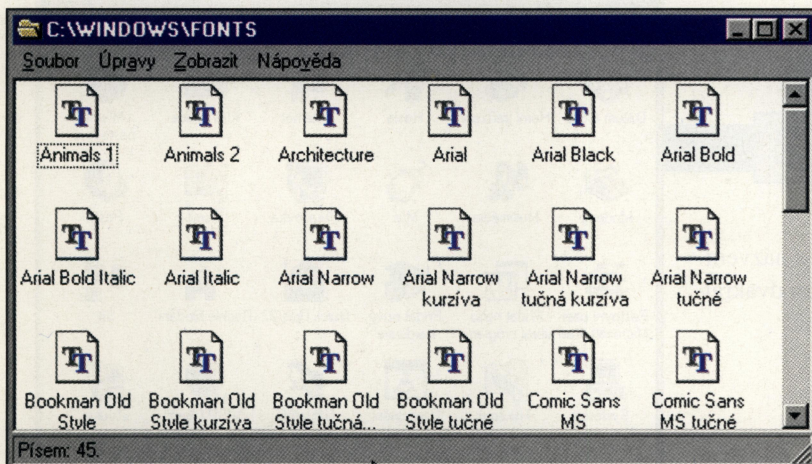 C:\WINDOWS\FONTS
Soubor Úpravy Zobrazit Nápověda
Animals 1 Animals 2 Architecture Arial Arial Black Arial Bold
Arial Bold Italic Arial Italic Arial Narrow Arial Narrow Arial Narrow Arial Narrow
kurzíva tučná kurzíva tučné
Bookman Old Bookman Old Bookman Old Bookman Old Comic Sans Comic Sans
Style Style kurzíva Style tučná... Style tučné MS MS tučné
Písem: 45.